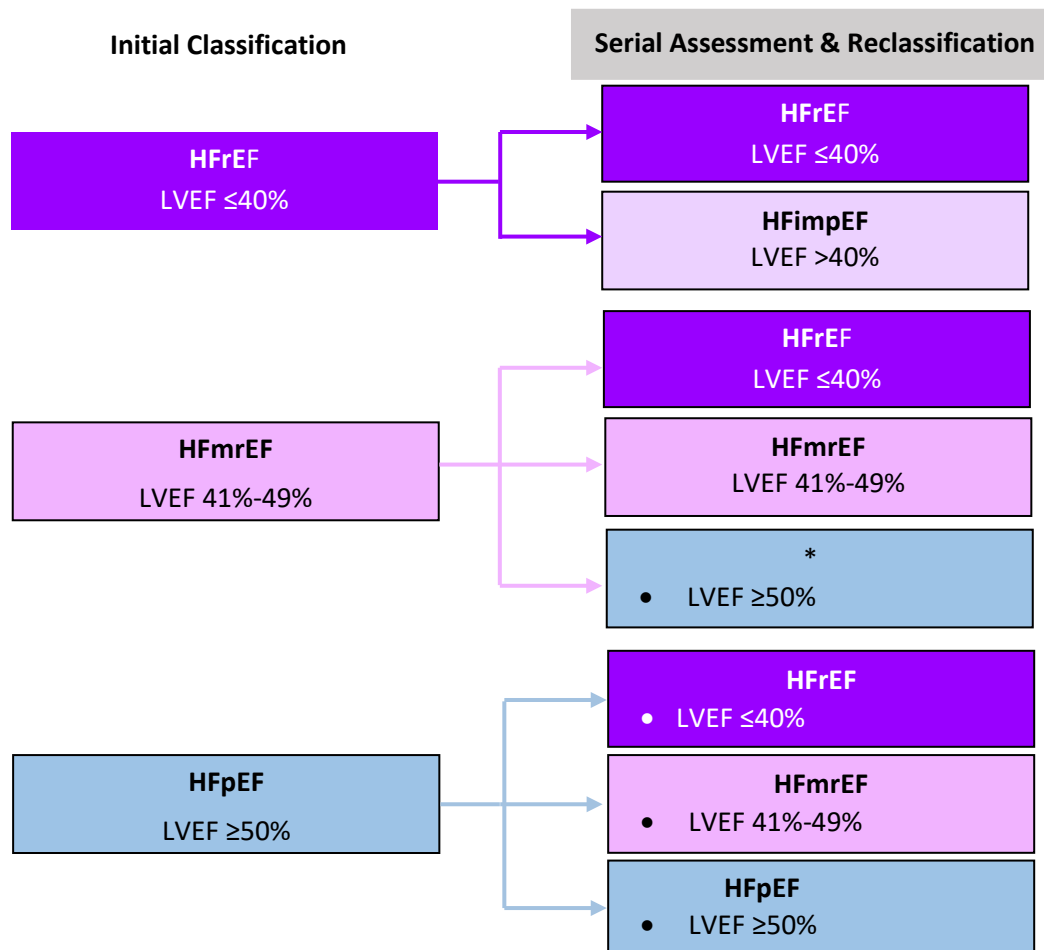 Initial Classification
Serial Assessment & Reclassification
HFrEF
LVEF ≤40%
HFrEF
LVEF ≤40%
HFimpEF
LVEF >40%
HFmrEF
LVEF 41%-49%
HFrEF
LVEF ≤40%
HFmrEF
LVEF 41%-49%
*
• LVEF ≥50%
HFpEF
LVEF ≥50%
HFrEF
• LVEF ≤40%
HFmrEF
• LVEF 41%-49%
HFpEF
• LVEF ≥50%